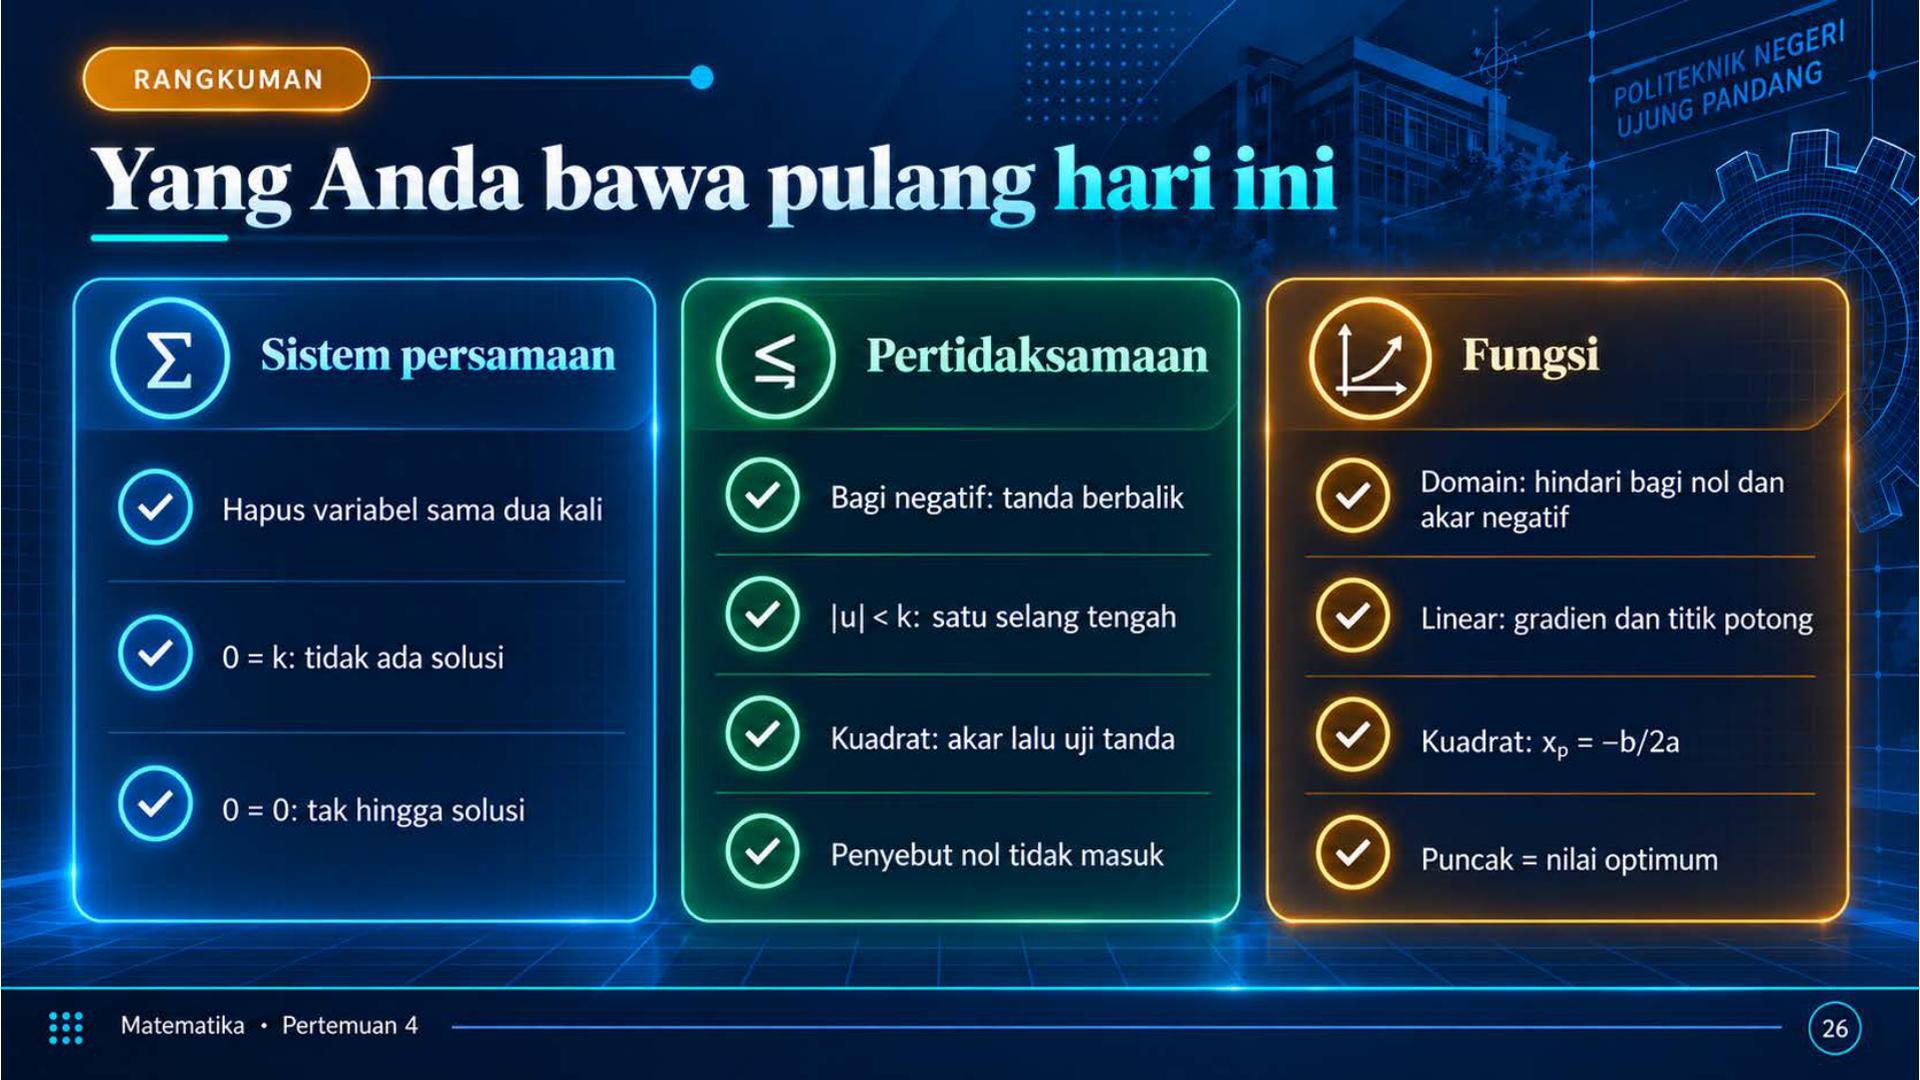 RANGKUMAN
POLITEKNIK NEGERI
UJUNG PANDANG
Yang Anda bawa pulang hari ini
Σ Sistem persamaan
Hapus variabel sama dua kali
0 = k: tidak ada solusi
0 = 0: tak hingga solusi
≤ Pertidaksamaan
Bagi negatif: tanda berbalik
|u| < k: satu selang tengah
Kuadrat: akar lalu uji tanda
Penyebut nol tidak masuk
Fungsi
Domain: hindari bagi nol dan
akar negatif
Linear: gradien dan titik potong
Kuadrat: xₚ = −b/2a
Puncak = nilai optimum
Matematika • Pertemuan 4
26